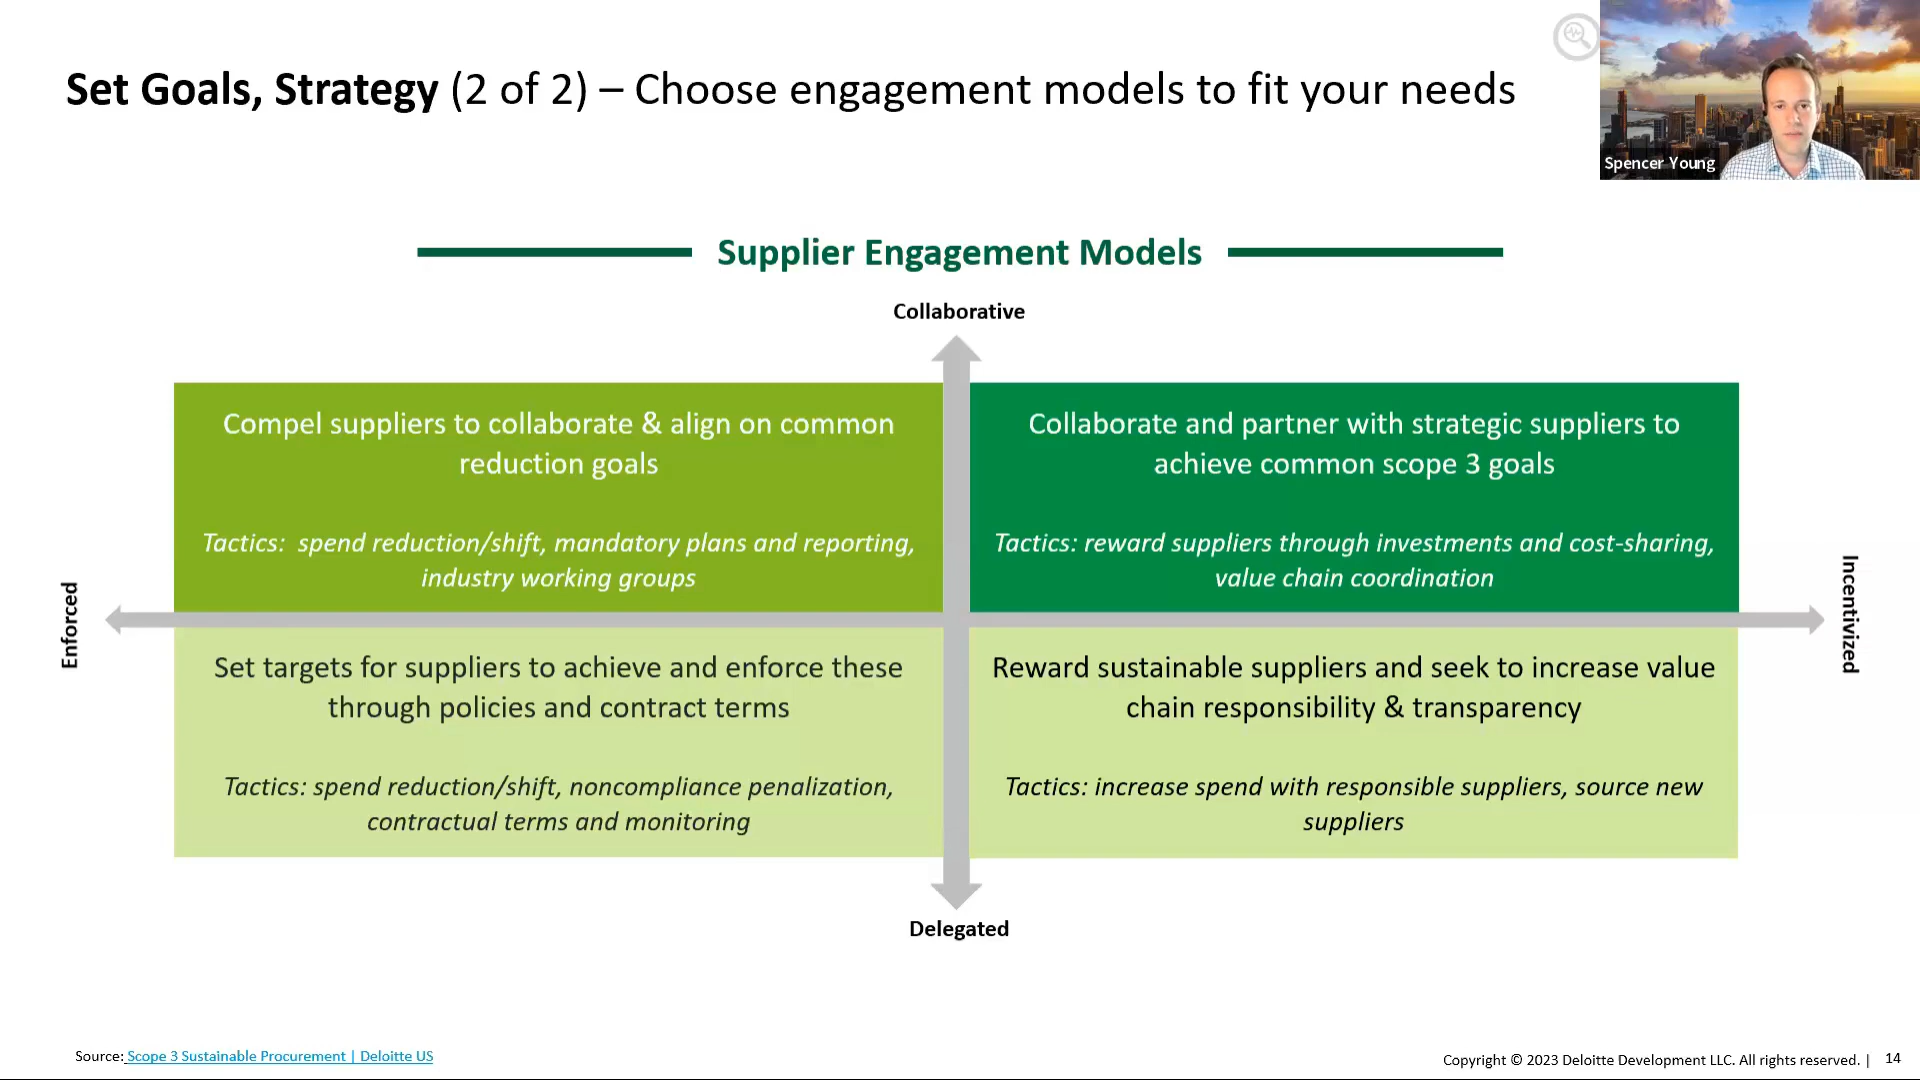 Set Goals, Strategy (2 of 2) – Choose engagement models to fit your needs
Spencer Young
Supplier Engagement Models
Collaborative
Compel suppliers to collaborate & align on common
reduction goals
Tactics:  spend reduction/shift, mandatory plans and reporting,
industry working groups
Collaborate and partner with strategic suppliers to
achieve common scope 3 goals
Tactics: reward suppliers through investments and cost-sharing,
value chain coordination
Enforced
Incentivized
Set targets for suppliers to achieve and enforce these
through policies and contract terms
Tactics: spend reduction/shift, noncompliance penalization,
contractual terms and monitoring
Reward sustainable suppliers and seek to increase value
chain responsibility & transparency
Tactics: increase spend with responsible suppliers, source new
suppliers
Delegated
Source: Scope 3 Sustainable Procurement | Deloitte US
Copyright © 2023 Deloitte Development LLC. All rights reserved. | 14